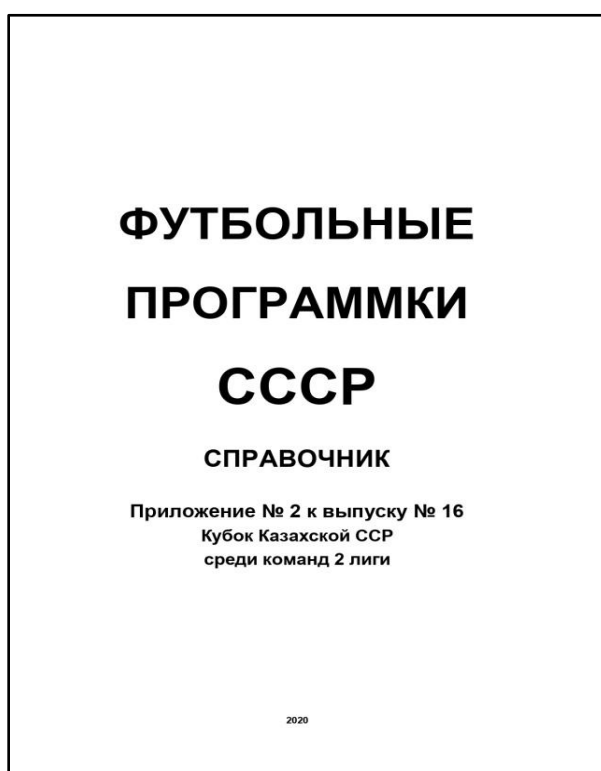 ФУТБОЛЬНЫЕ
ПРОГРАММКИ
СССР
СПРАВОЧНИК
Приложение № 2 к выпуску № 16
Кубок Казахской ССР
среди команд 2 лиги
2020